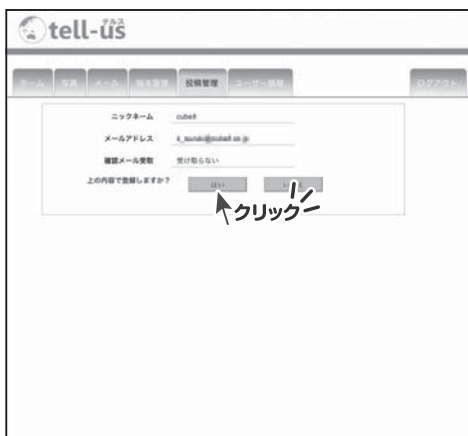 テルス
tell-us
ホーム 写真 メール 端末管理 投稿管理 ユーザー情報 ログアウト
ニックネーム cubell
メールアドレス
確認メール受取 受け取らない
上の内容で登録しますか？ はい
クリック